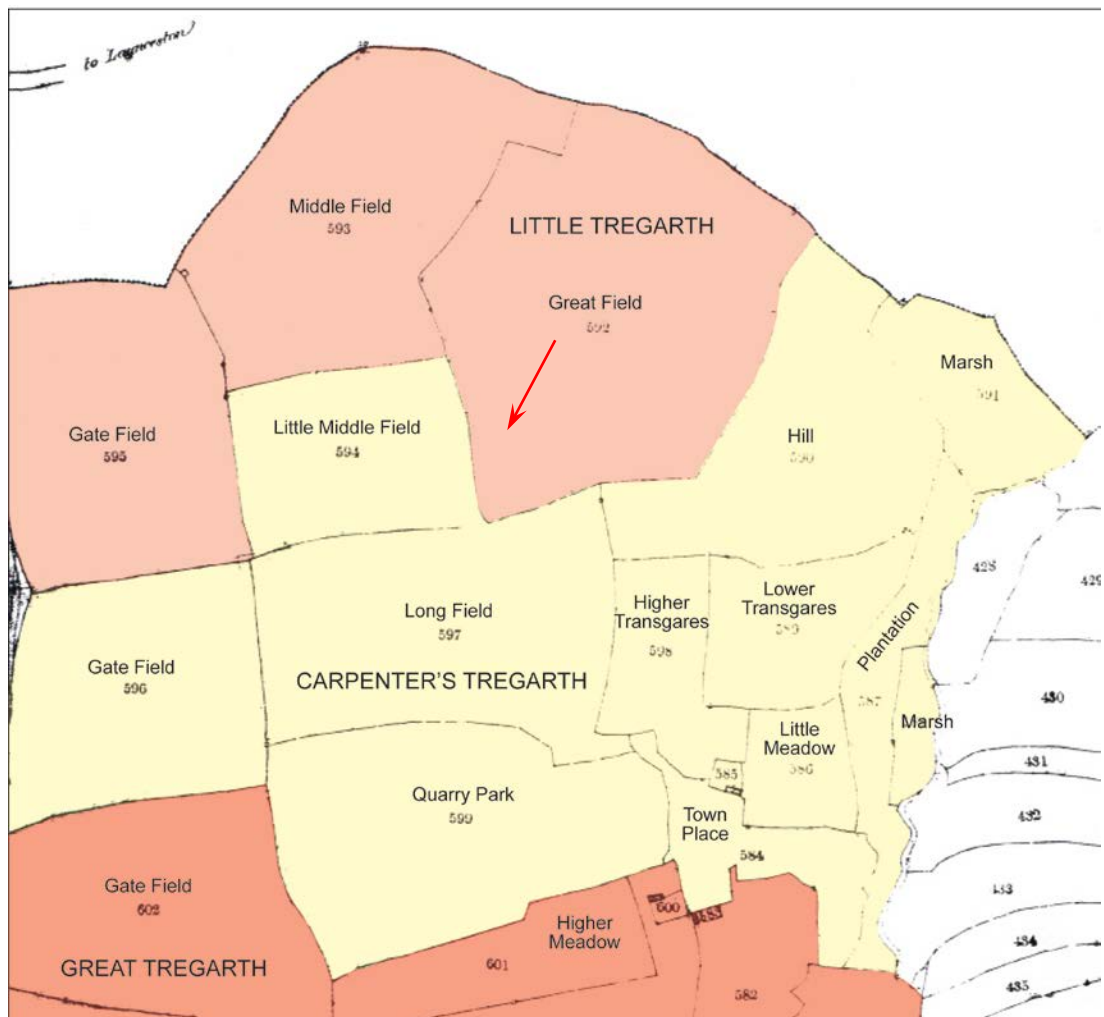 to Launceston
Middle Field
593
LITTLE TREGARTH
Great Field
592
Marsh
591
Gate Field
595
Little Middle Field
594
Hill
590
428
429
Higher
Transgares
598
Lower
Transgares
589
Long Field
597
Plantation
587
Gate Field
596
CARPENTER'S TREGARTH
430
Marsh
Little
Meadow
586
431
585
Quarry Park
599
432
Town
Place
584
433
Gate Field
602
600
583
Higher
Meadow
434
GREAT TREGARTH
601
582
435